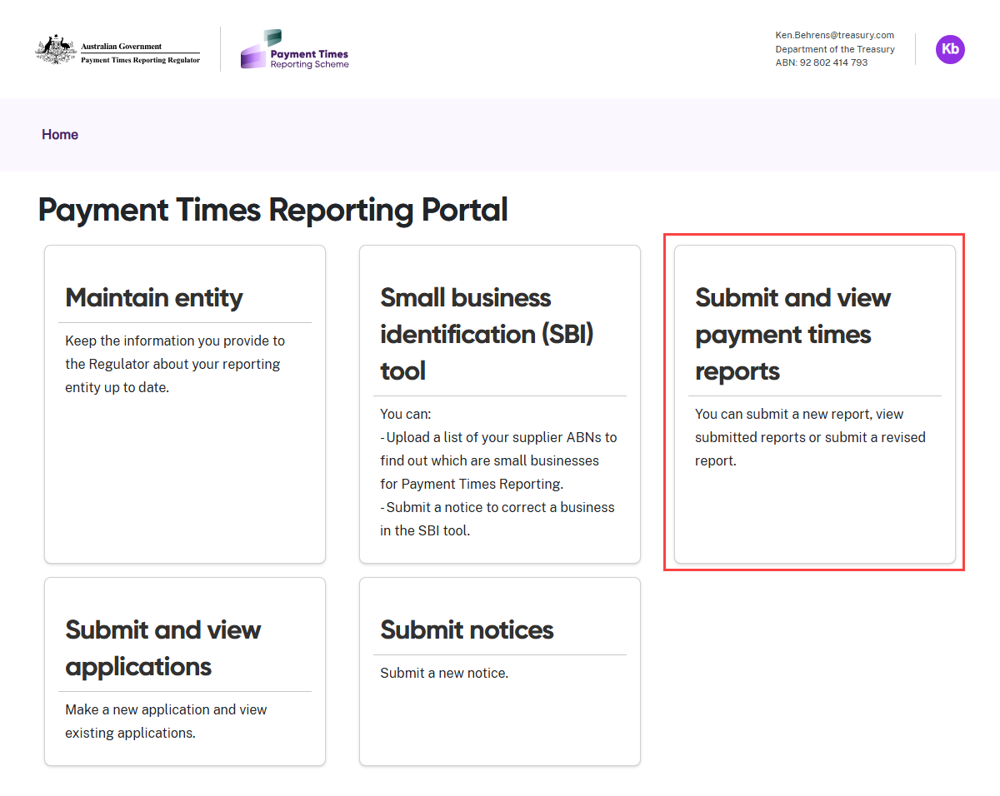 Australian Government
Payment Times Reporting Regulator
Payment Times
Reporting Scheme
Ken.Behrens@treasury.com
Department of the Treasury
ABN: 92 802 414 793
Kb
Home
Payment Times Reporting Portal
Maintain entity
Keep the information you provide to
the Regulator about your reporting
entity up to date.
Small business
identification (SBI)
tool
You can:
- Upload a list of your supplier ABNs to
find out which are small businesses
for Payment Times Reporting.
- Submit a notice to correct a business
in the SBI tool.
Submit and view
payment times
reports
You can submit a new report, view
submitted reports or submit a revised
report.
Submit and view
applications
Make a new application and view
existing applications.
Submit notices
Submit a new notice.